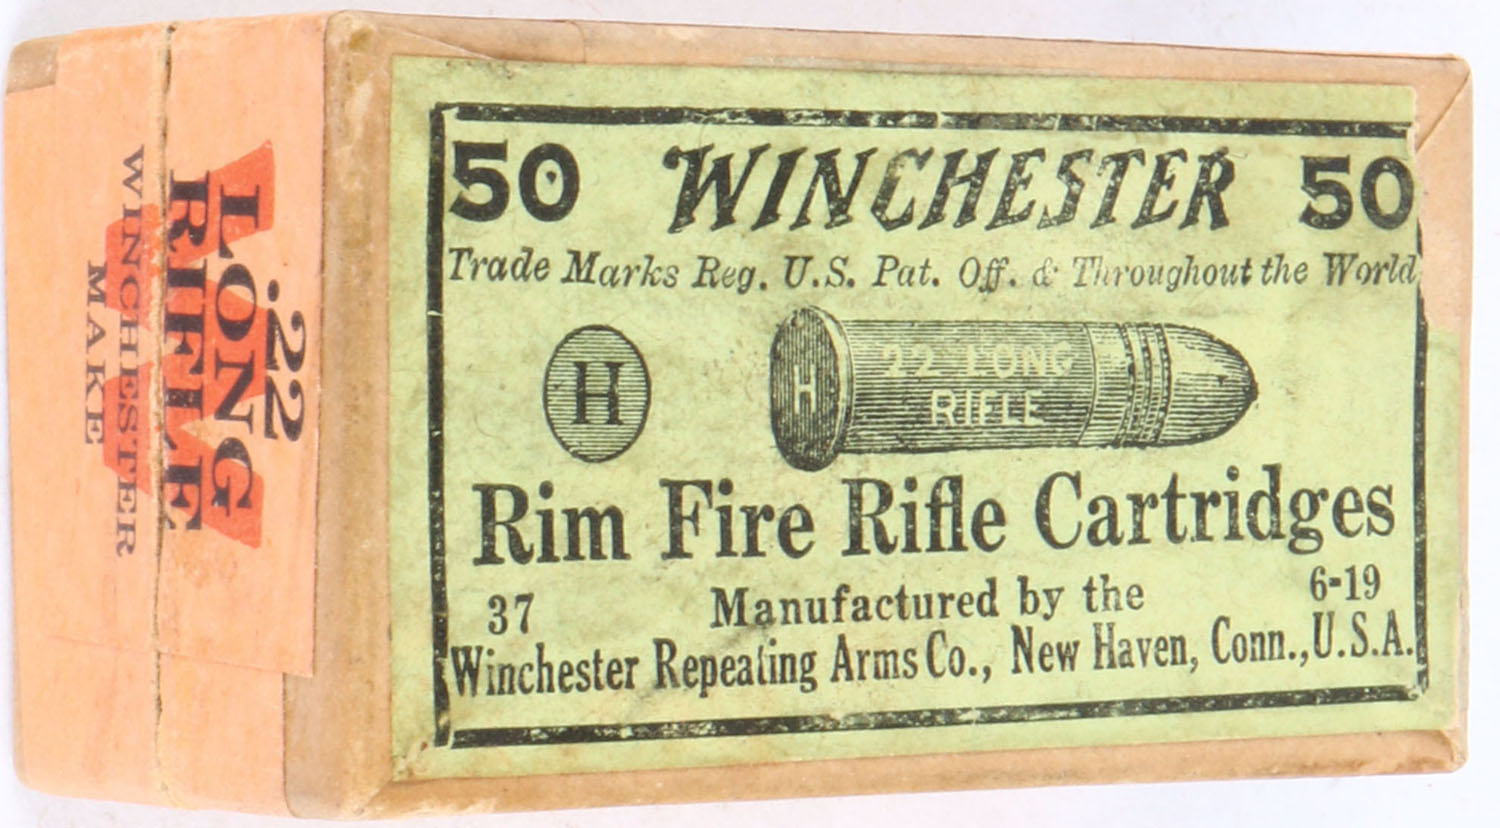 50 WINCHESTER 50
Trade Marks Reg. U.S. Pat. Off. & Throughout the World
H
H
22 LONG
RIFLE
Rim Fire Rifle Cartridges
37 Manufactured by the 6-19
Winchester Repeating Arms Co., New Haven, Conn., U.S.A.
.22
LONG
RIFLE
WINCHESTER
MAKE
W